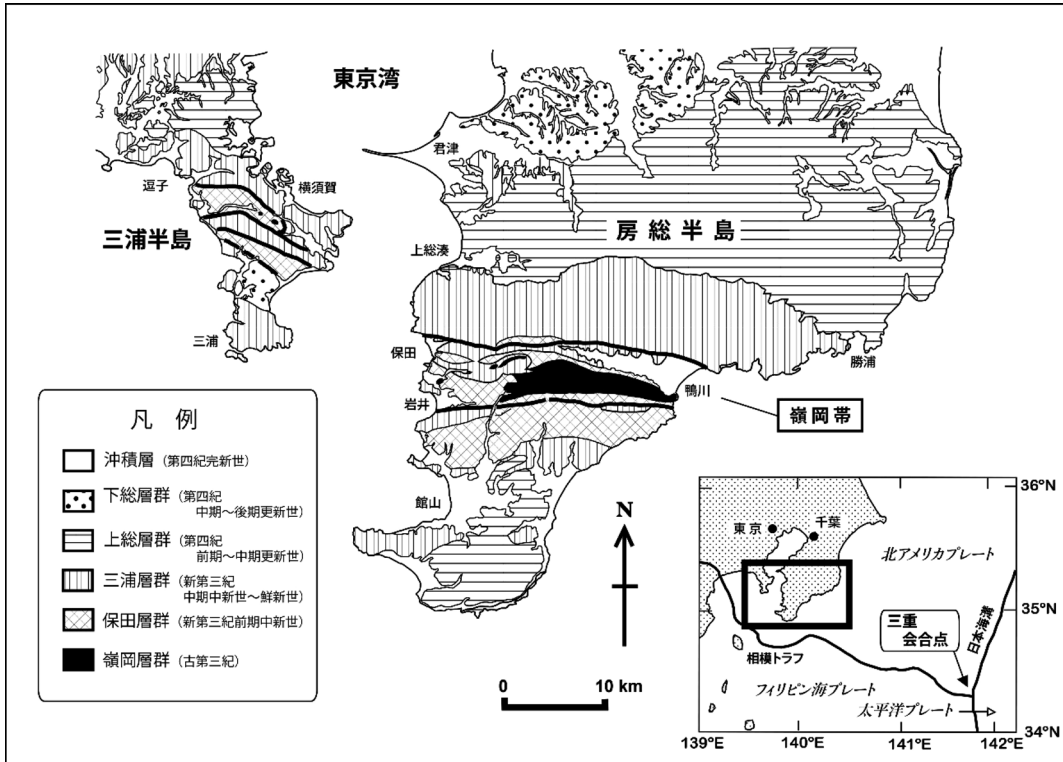 東京湾
君津
逗子
横須賀
三浦半島
房総半島
上総湊
三浦
保田
勝浦
鴨川
岩井
嶺岡帯
館山
凡 例
沖積層 (第四紀完新世)
下総層群 (第四紀
中期～後期更新世)
上総層群 (第四紀
前期～中期更新世)
三浦層群 (新第三紀
中期中新世～鮮新世)
保田層群 (新第三紀前期中新世)
嶺岡層群 (古第三紀)
N
0 10 km
36°N
東京
千葉
北アメリカプレート
35°N
三重
会合点
日本海溝
相模トラフ
フィリピン海プレート
太平洋プレート
34°N
139°E 140°E 141°E 142°E